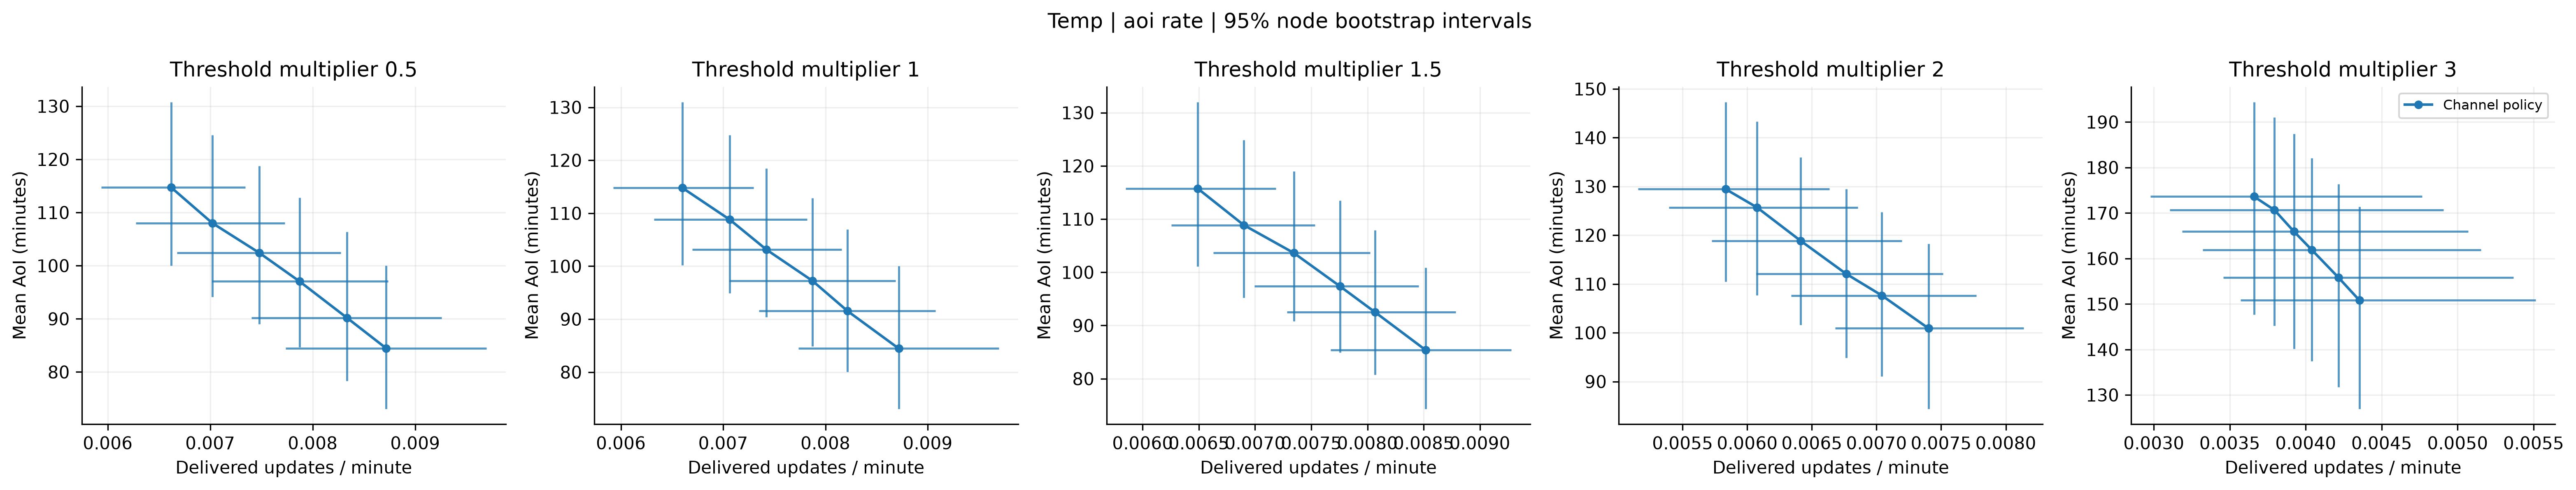 Temp | aoi rate | 95% node bootstrap intervals
Threshold multiplier 0.5
Mean AoI (minutes)
130
120
110
100
90
80
0.006 0.007 0.008 0.009
Delivered updates / minute
Threshold multiplier 1
Mean AoI (minutes)
130
120
110
100
90
80
0.006 0.007 0.008 0.009
Delivered updates / minute
Threshold multiplier 1.5
Mean AoI (minutes)
130
120
110
100
90
80
0.0060 0.0065 0.0070 0.0075 0.0080 0.0085 0.0090
Delivered updates / minute
Threshold multiplier 2
Mean AoI (minutes)
150
140
130
120
110
100
90
0.0055 0.0060 0.0065 0.0070 0.0075 0.0080
Delivered updates / minute
Threshold multiplier 3
Channel policy
Mean AoI (minutes)
190
180
170
160
150
140
130
0.0030 0.0035 0.0040 0.0045 0.0050 0.0055
Delivered updates / minute